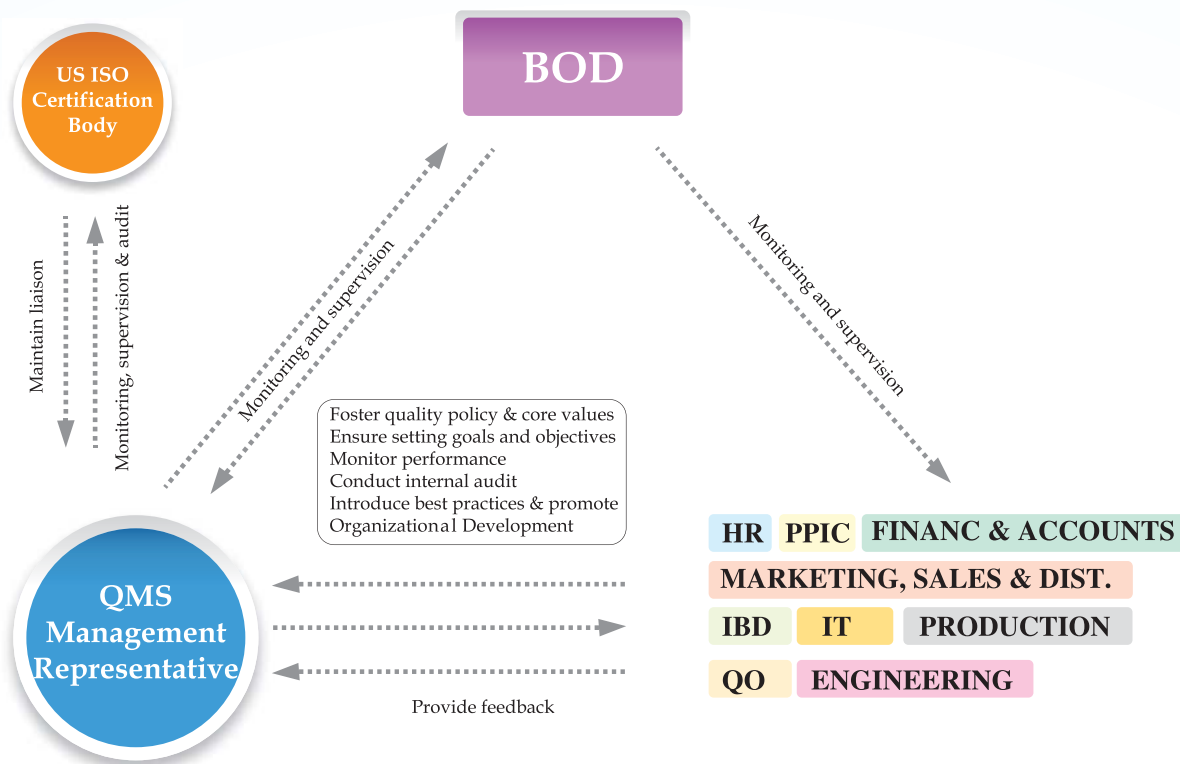 US ISO
Certification
Body
BOD
Maintain liaison
Monitoring, supervision & audit
Monitoring and supervision
Monitoring and supervision
Foster quality policy & core values
Ensure setting goals and objectives
Monitor performance
Conduct internal audit
Introduce best practices & promote
Organizational Development
QMS
Management
Representative
HR PPIC FINANC & ACCOUNTS
MARKETING, SALES & DIST.
IBD IT PRODUCTION
QO ENGINEERING
Provide feedback